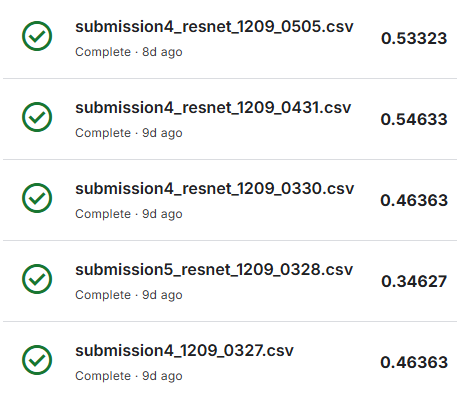 submission4_resnet_1209_0505.csv
0.53323
Complete · 8d ago
submission4_resnet_1209_0431.csv
0.54633
Complete · 9d ago
submission4_resnet_1209_0330.csv
0.46363
Complete · 9d ago
submission5_resnet_1209_0328.csv
0.34627
Complete · 9d ago
submission4_1209_0327.csv
0.46363
Complete · 9d ago